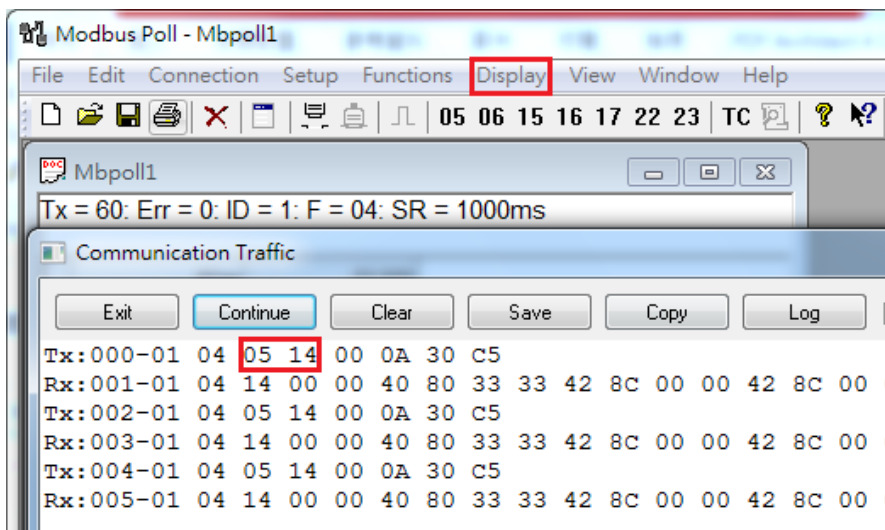 Modbus Poll - Mbpoll1
File Edit Connection Setup Functions Display View Window Help
05 06 15 16 17 22 23 TC
DOC Mbpoll1
Tx = 60: Err = 0: ID = 1: F = 04: SR = 1000ms
Communication Traffic
Exit Continue Clear Save Copy Log
Tx:000-01 04 05 14 00 0A 30 C5
Rx:001-01 04 14 00 00 40 80 33 33 42 8C 00 00 42 8C 00
Tx:002-01 04 05 14 00 0A 30 C5
Rx:003-01 04 14 00 00 40 80 33 33 42 8C 00 00 42 8C 00
Tx:004-01 04 05 14 00 0A 30 C5
Rx:005-01 04 14 00 00 40 80 33 33 42 8C 00 00 42 8C 00